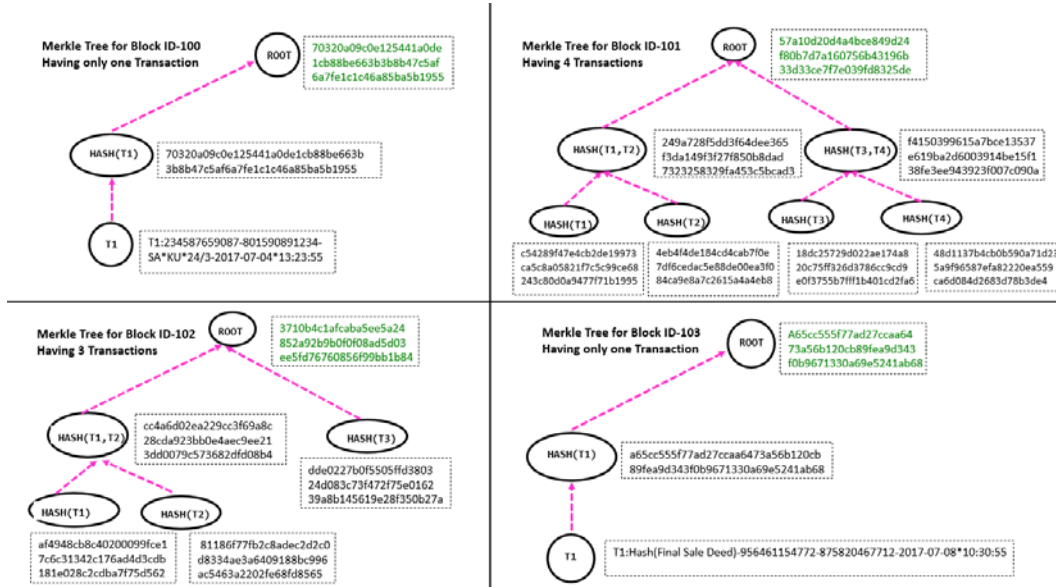 Merkle Tree for Block ID-100
Having only one Transaction
ROOT
70320a09c0e125441a0de
1cb88be663b3b8b47c5af
6a7fe1c1c46a85ba5b1955
HASH(T1)
70320a09c0e125441a0de1cb88be663b
3b8b47c5af6a7fe1c1c46a85ba5b1955
T1
T1:234587659087-801590891234-
SA*KU*24/3-2017-07-04*13:23:55
Merkle Tree for Block ID-101
Having 4 Transactions
ROOT
57a10d20d4a4bce849d24
f80b7d7a160756b43196b
33d33ce7f7e039fd8325de
HASH(T1,T2)
249a728f5dd3f64dee365
f3da149f3f27f850b8dad
7323258329fa453c5bcad3
HASH(T3,T4)
f4150399615a7bce13537
e619ba2d6003914be15f1
38fe3ee943923f007c090a
HASH(T1)
HASH(T2)
HASH(T3)
HASH(T4)
c54289f47e4cb2de19973
ca5c8a05821f7c5c99ce68
243c80d0a9477f71b1995
4eb4f4de184cd4cab7f0e
7df6cedac5e88de00ea3f0
84ca9e8a7c2615a4a4eb8
18dc25729d022ae174a8
20c75ff326d3786cc9cd9
e0f3755b7fff1b401cd2fa6
48d1137b4cb0b590a71d23
5a9f96587efa82220ea559
ca6d084d2683d78b3de4
Merkle Tree for Block ID-102
Having 3 Transactions
ROOT
3710b4c1afcaba5ee5a24
852a92b9b0f0f08ad5d03
ee5fd76760856f99bb1b84
HASH(T1,T2)
cc4a6d02ea229cc3f69a8c
28cda923bb0e4aec9ee21
3dd0079c573682dfd08b4
HASH(T3)
dde0227b0f5505ffd3803
24d083c73f472f75e0162
39a8b145619e28f350b27a
HASH(T1)
HASH(T2)
af4948cb8c40200099fce1
7c6c31342c176ad4d3cdb
181e028c2cdba7f75d562
81186f77fb2c8adec2d2c0
d8334ae3a6409188bc996
ac5463a2202fe68fd8565
Merkle Tree for Block ID-103
Having only one Transaction
ROOT
A65cc555f77ad27ccaa64
73a56b120cb89fea9d343
f0b9671330a69e5241ab68
HASH(T1)
a65cc555f77ad27ccaa6473a56b120cb
89fea9d343f0b9671330a69e5241ab68
T1
T1:Hash(Final Sale Deed)-956461154772-875820467712-2017-07-08*10:30:55